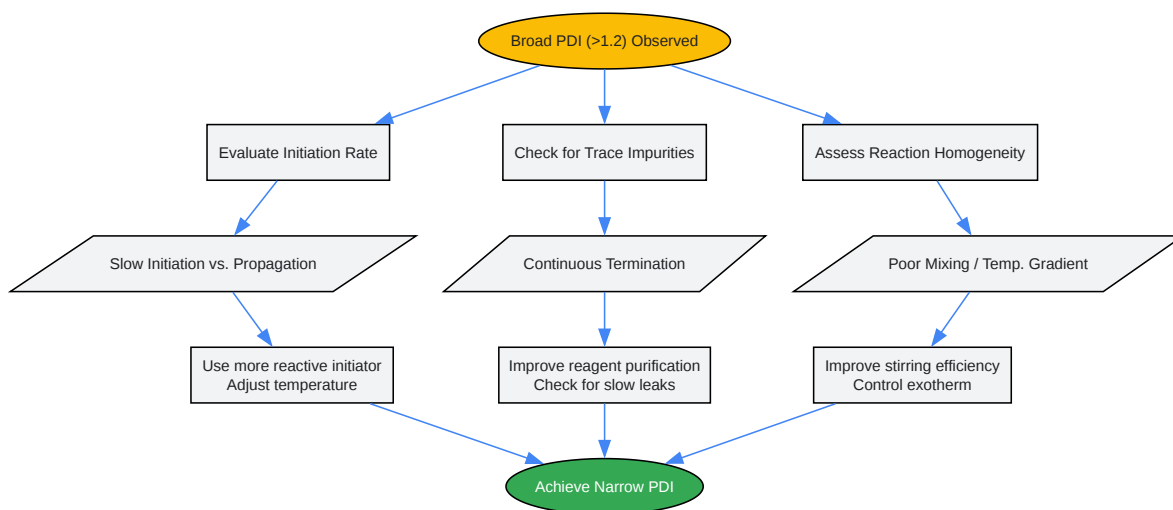 Broad PDI (>1.2) Observed
Evaluate Initiation Rate
Check for Trace Impurities
Assess Reaction Homogeneity
Slow Initiation vs. Propagation
Continuous Termination
Poor Mixing / Temp. Gradient
Use more reactive initiator
Adjust temperature
Improve reagent purification
Check for slow leaks
Improve stirring efficiency
Control exotherm
Achieve Narrow PDI